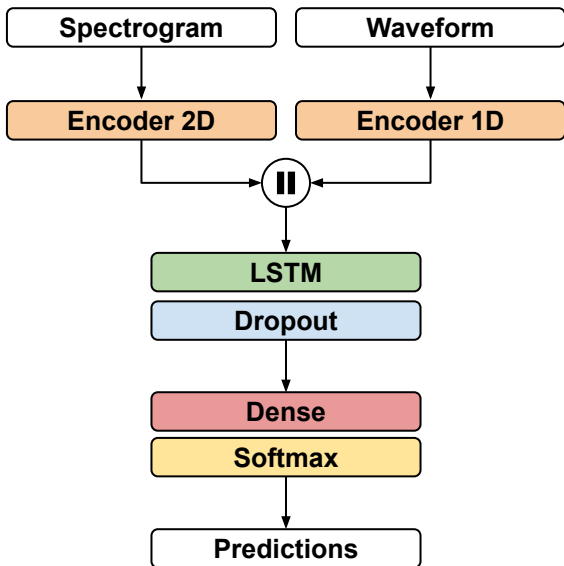 Spectrogram
Waveform
Encoder 2D
Encoder 1D
LSTM
Dropout
Dense
Softmax
Predictions